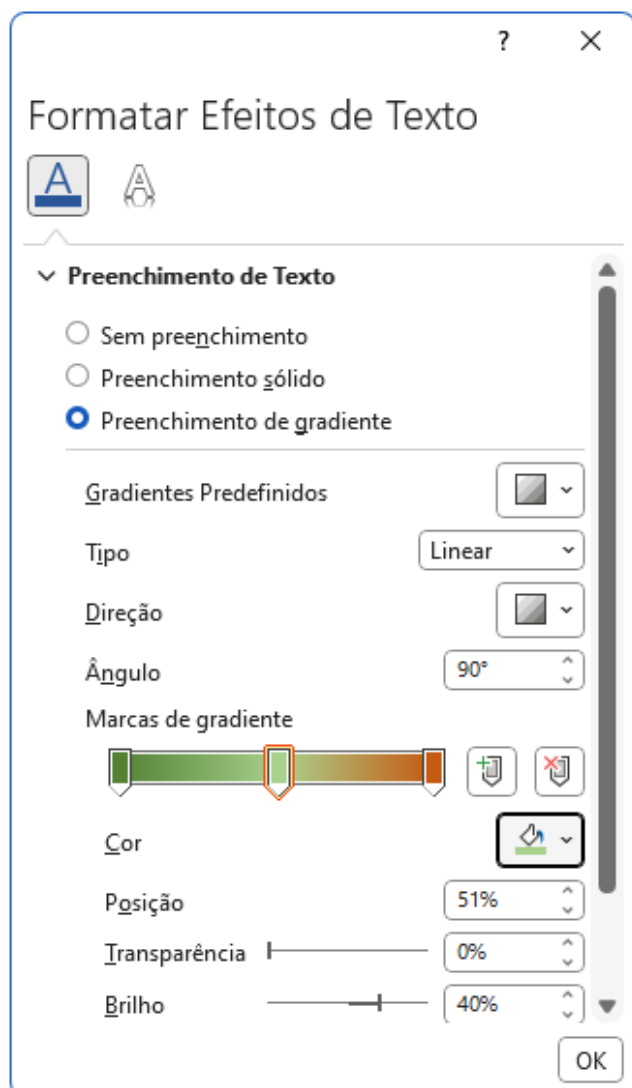 ?
Formatar Efeitos de Texto
A A
Preenchimento de Texto
Sem preenchimento
Preenchimento sólido
Preenchimento de gradiente
Gradientes Predefinidos
Tipo Linear
Direção
Ângulo 90°
Marcas de gradiente
Cor
Posição 51%
Transparência 0%
Brilho 40%
OK